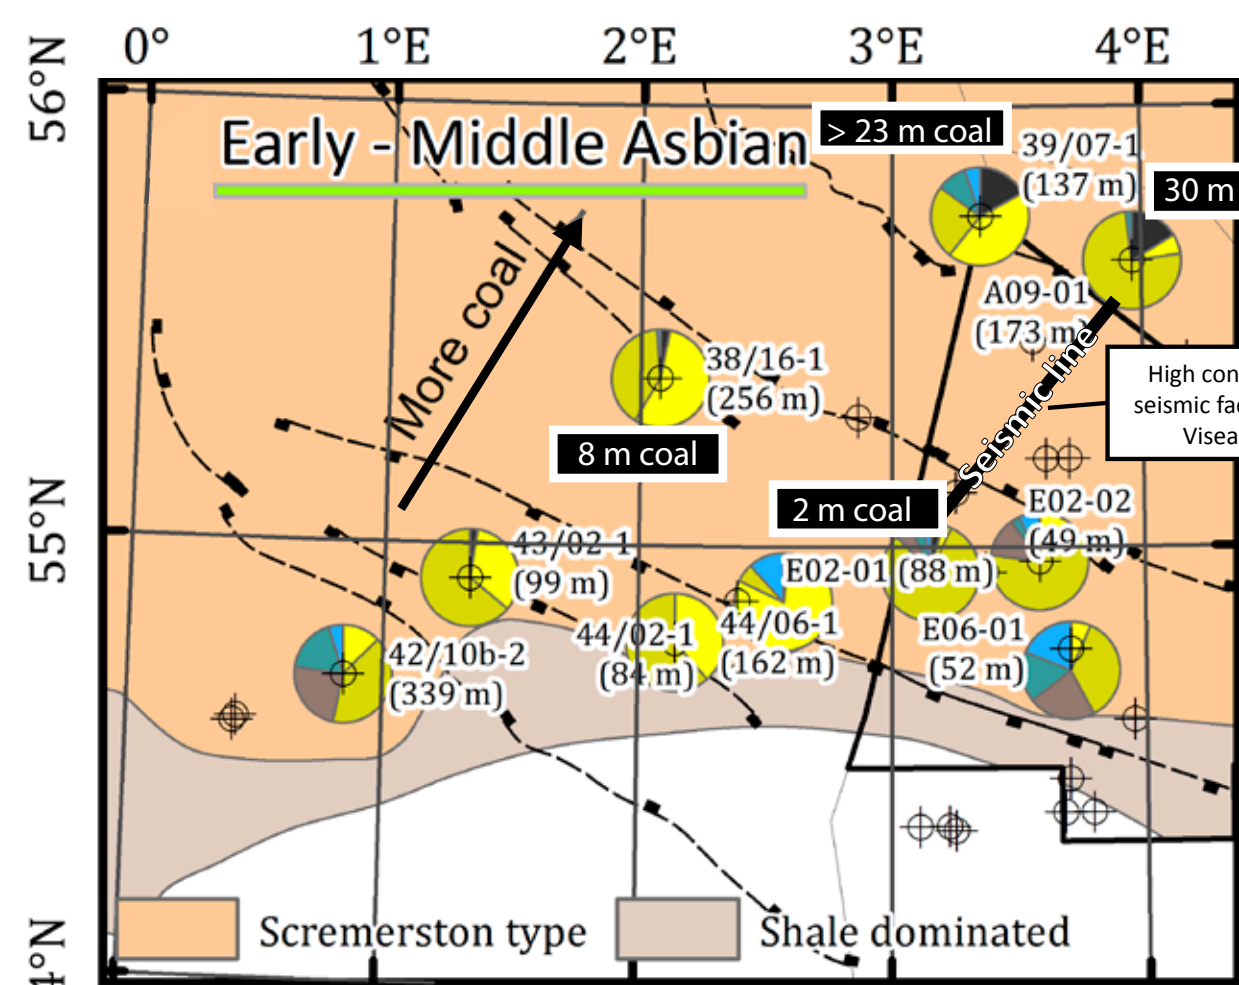 0° 1°E 2°E 3°E 4°E
56°N
Early - Middle Asbian
> 23 m coal
39/07-1
(137 m)
30 m
More coal
A09-01
(173 m)
38/16-1
(256 m)
Seismic line
High con
seismic fac
Visea
8 m coal
2 m coal
E02-02
(49 m)
55°N
43/02-1
(99 m)
E02-01 (88 m)
44/02-1
(84 m)
44/06-1
(162 m)
E06-01
(52 m)
42/10b-2
(339 m)
Scremerston type
Shale dominated
4°N